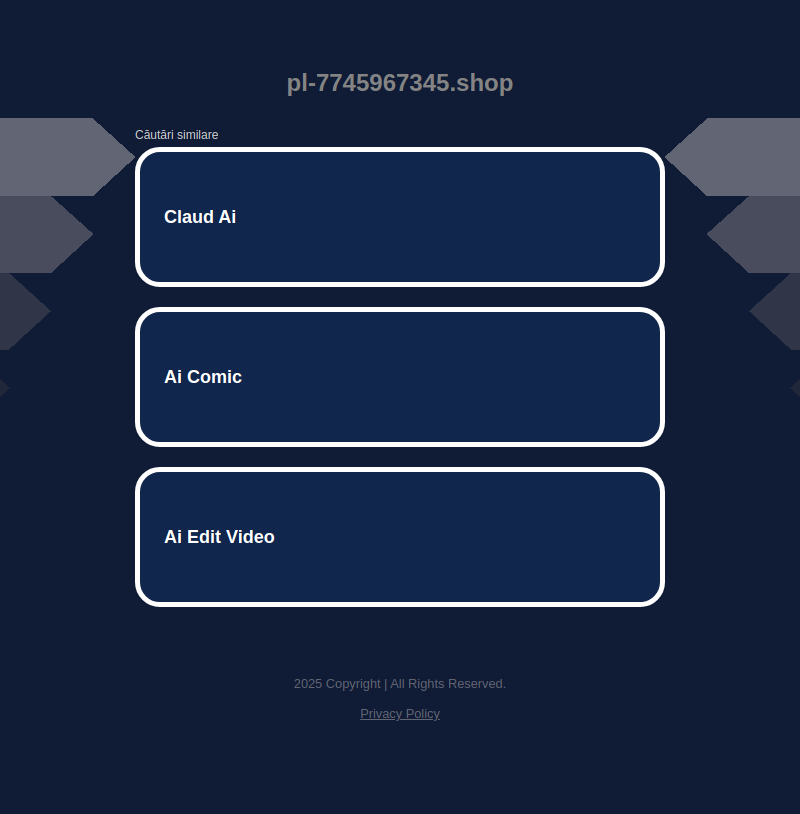 pl-7745967345.shop
Căutări similare
Claud Ai
Ai Comic
Ai Edit Video
2025 Copyright | All Rights Reserved.
Privacy Policy